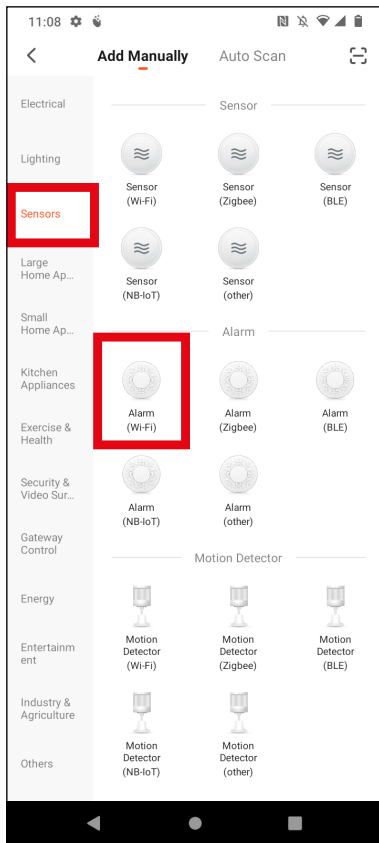 11:08
Add Manually
Auto Scan
Electrical
Lighting
Sensors
Large
Home Ap...
Small
Home Ap...
Kitchen
Appliances
Exercise &
Health
Security &
Video Sur...
Gateway
Control
Energy
Entertainm
ent
Industry &
Agriculture
Others
Sensor
Sensor
(Wi-Fi)
Sensor
(Zigbee)
Sensor
(BLE)
Sensor
(NB-IoT)
Sensor
(other)
Alarm
Alarm
(Wi-Fi)
Alarm
(Zigbee)
Alarm
(BLE)
Alarm
(NB-IoT)
Alarm
(other)
Motion Detector
Motion
Detector
(Wi-Fi)
Motion
Detector
(Zigbee)
Motion
Detector
(BLE)
Motion
Detector
(NB-IoT)
Motion
Detector
(other)